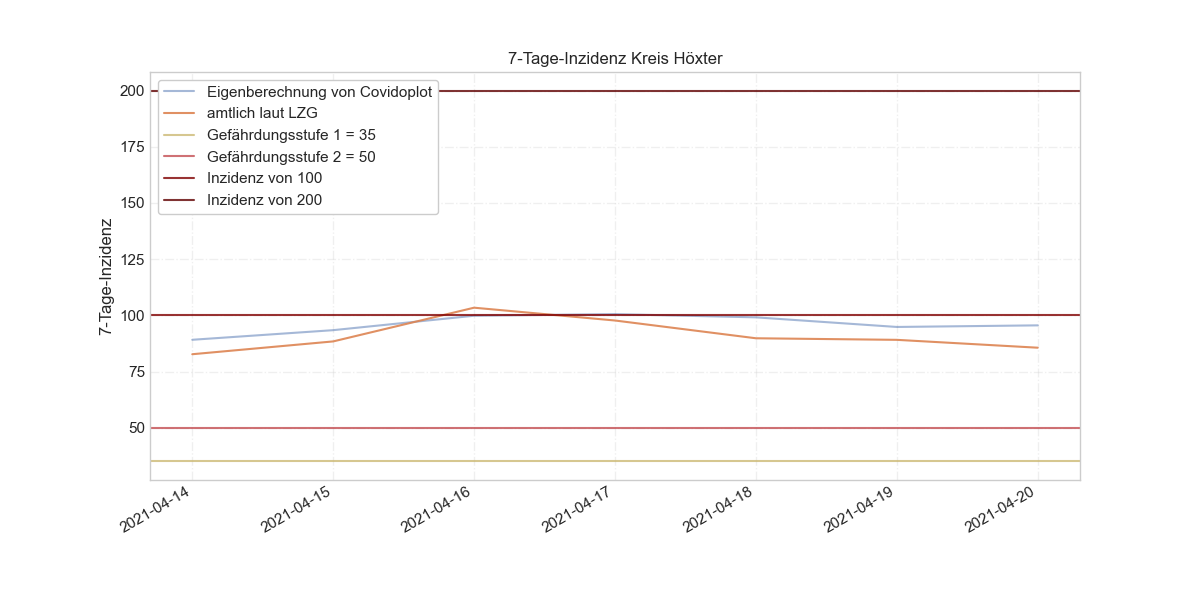 7-Tage-Inzidenz Kreis Höxter
Eigenberechnung von Covidoplot
amtlich laut LZG
Gefährdungsstufe 1 = 35
Gefährdungsstufe 2 = 50
Inzidenz von 100
Inzidenz von 200
7-Tage-Inzidenz
200
175
150
125
100
75
50
2021-04-14
2021-04-15
2021-04-16
2021-04-17
2021-04-18
2021-04-19
2021-04-20